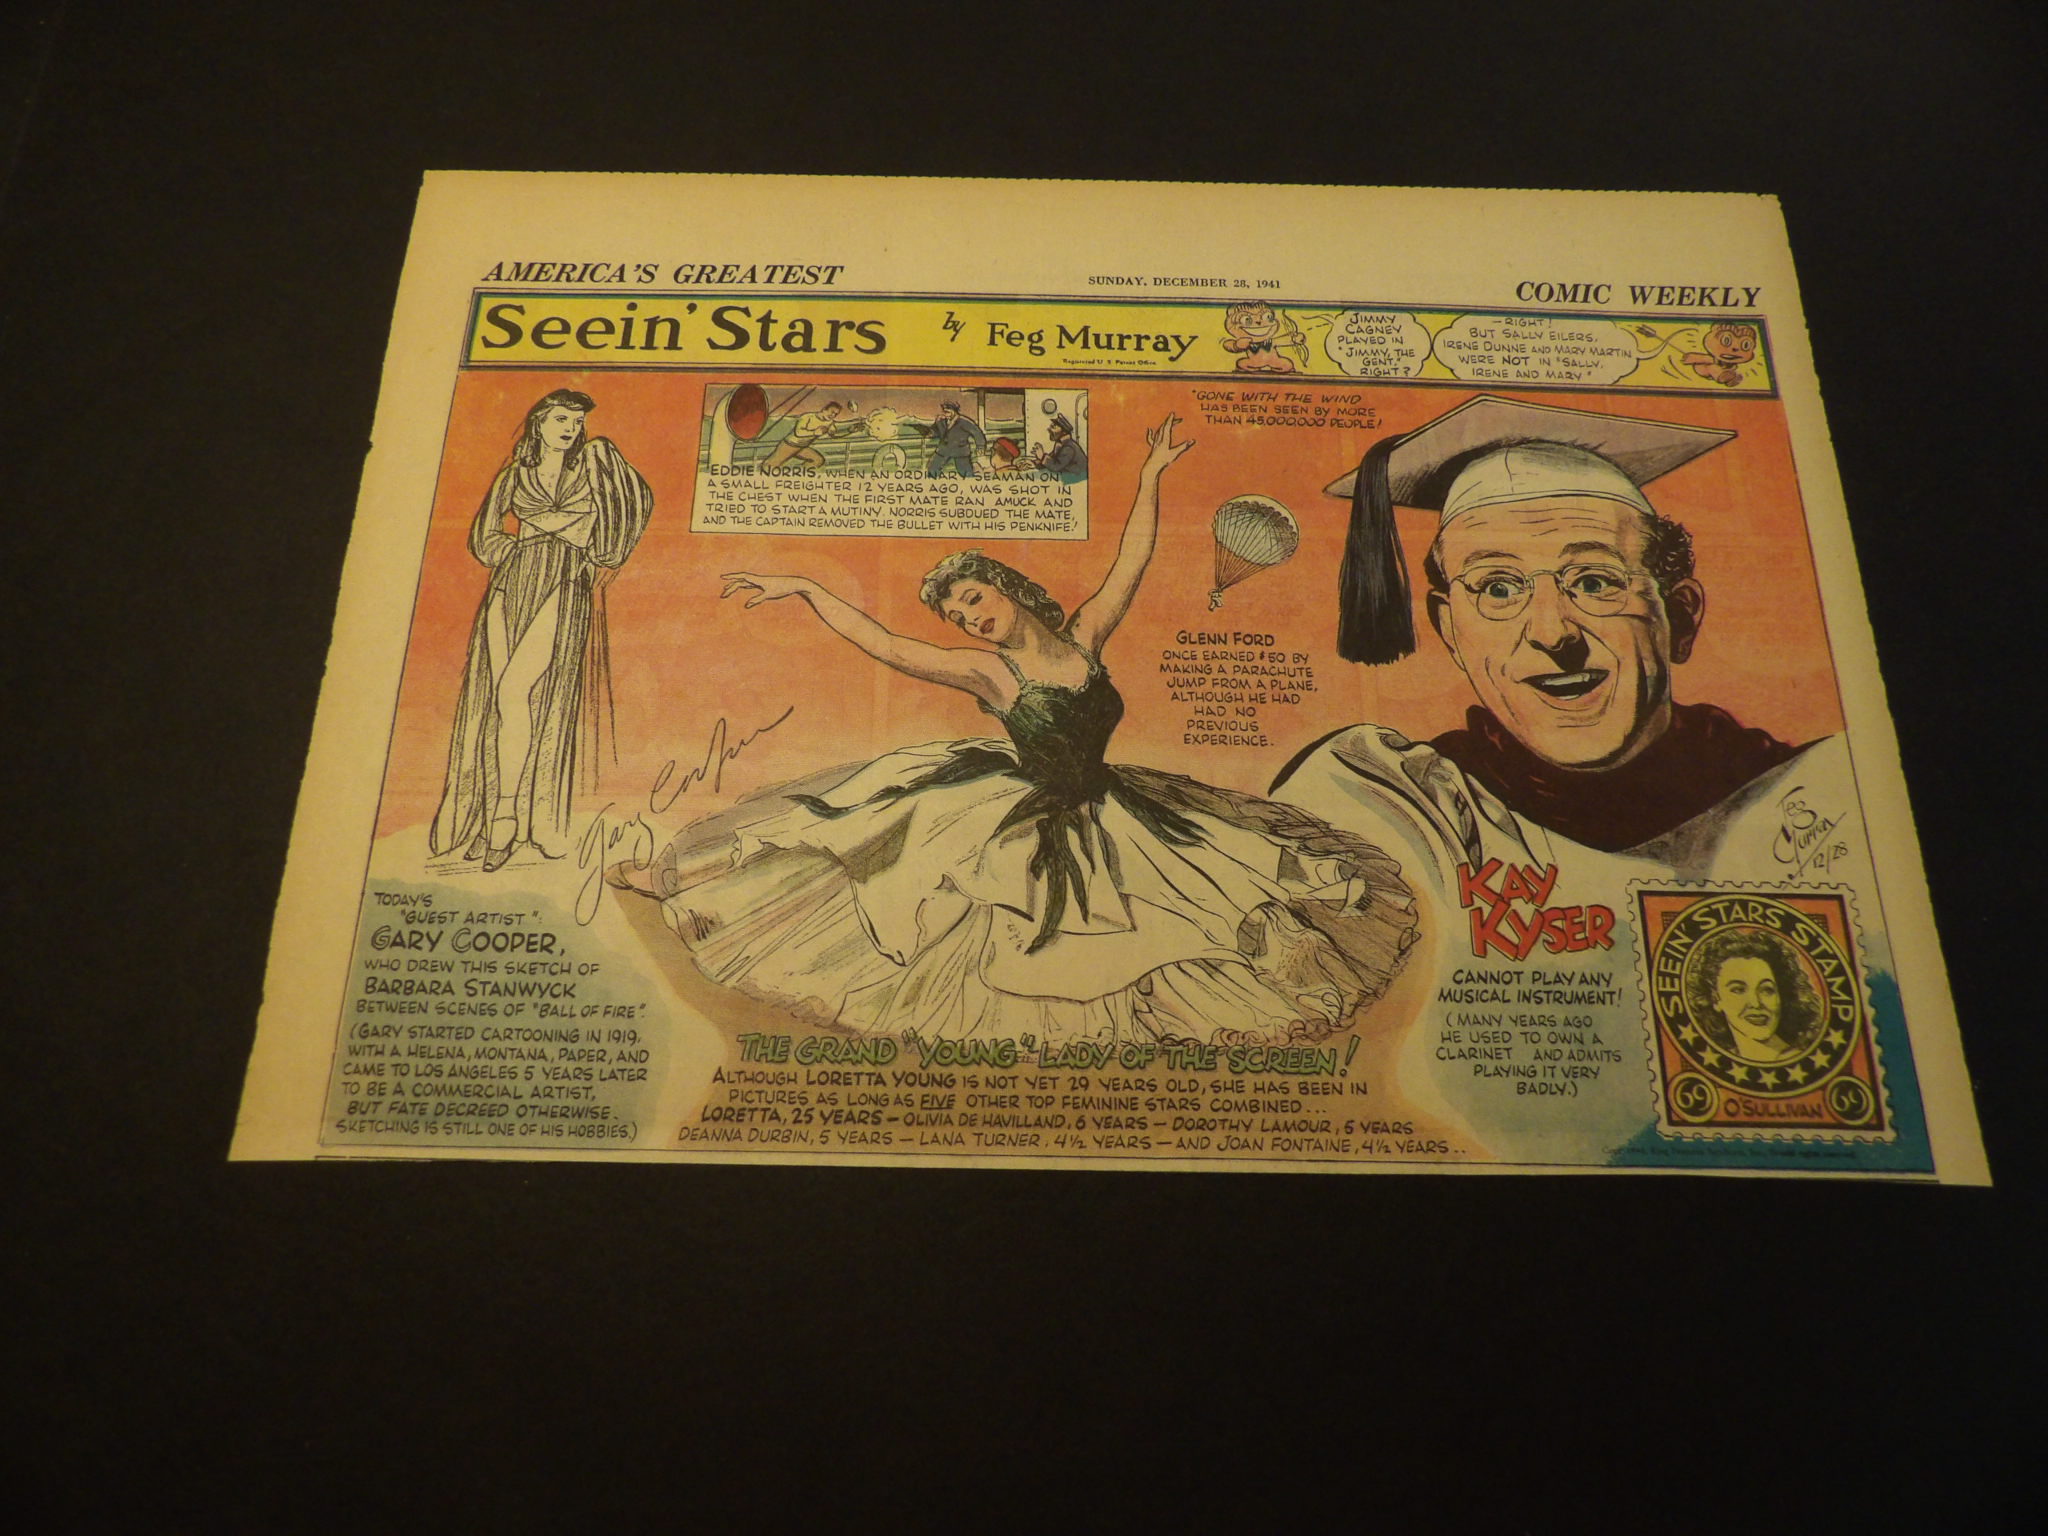 AMERICA'S GREATEST
SUNDAY, DECEMBER 28, 1941
COMIC WEEKLY
Seein' Stars
by Feg Murray
Registered U S Patent Office
JIMMY
CAGNEY
PLAYED IN
"JIMMY, THE
GENT,"
RIGHT?
—RIGHT!
BUT SALLY EILERS,
IRENE DUNNE AND MARY MARTIN
WERE NOT IN "SALLY,
IRENE AND MARY"
EDDIE NORRIS, WHEN AN ORDINARY SEAMAN ON
A SMALL FREIGHTER 12 YEARS AGO, WAS SHOT IN
THE CHEST WHEN THE FIRST MATE RAN AMUCK AND
TRIED TO START A MUTINY. NORRIS SUBDUED THE MATE,
AND THE CAPTAIN REMOVED THE BULLET WITH HIS PENKNIFE!
"GONE WITH THE WIND
HAS BEEN SEEN BY MORE
THAN 45,000,000 PEOPLE!
GLENN FORD
ONCE EARNED $50 BY
MAKING A PARACHUTE
JUMP FROM A PLANE,
ALTHOUGH HE HAD
HAD NO
PREVIOUS
EXPERIENCE.
Gary Cooper
TODAY'S
"GUEST ARTIST":
GARY COOPER,
WHO DREW THIS SKETCH OF
BARBARA STANWYCK
BETWEEN SCENES OF "BALL OF FIRE".
(GARY STARTED CARTOONING IN 1919,
WITH A HELENA, MONTANA, PAPER, AND
CAME TO LOS ANGELES 5 YEARS LATER
TO BE A COMMERCIAL ARTIST,
BUT FATE DECREED OTHERWISE.
SKETCHING IS STILL ONE OF HIS HOBBIES.)
THE GRAND "YOUNG" LADY OF THE SCREEN!
ALTHOUGH LORETTA YOUNG IS NOT YET 29 YEARS OLD, SHE HAS BEEN IN
PICTURES AS LONG AS FIVE OTHER TOP FEMININE STARS COMBINED...
LORETTA, 25 YEARS — OLIVIA DE HAVILLAND, 6 YEARS — DOROTHY LAMOUR, 5 YEARS
DEANNA DURBIN, 5 YEARS — LANA TURNER, 4½ YEARS — AND JOAN FONTAINE, 4½ YEARS..
Feg
Murray
12/28
KAY
KYSER
CANNOT PLAY ANY
MUSICAL INSTRUMENT!
(MANY YEARS AGO
HE USED TO OWN A
CLARINET AND ADMITS
PLAYING IT VERY
BADLY.)
SEEIN' STARS STAMP
69 O'SULLIVAN 69
King Features Syndicate, Inc., World rights reserved